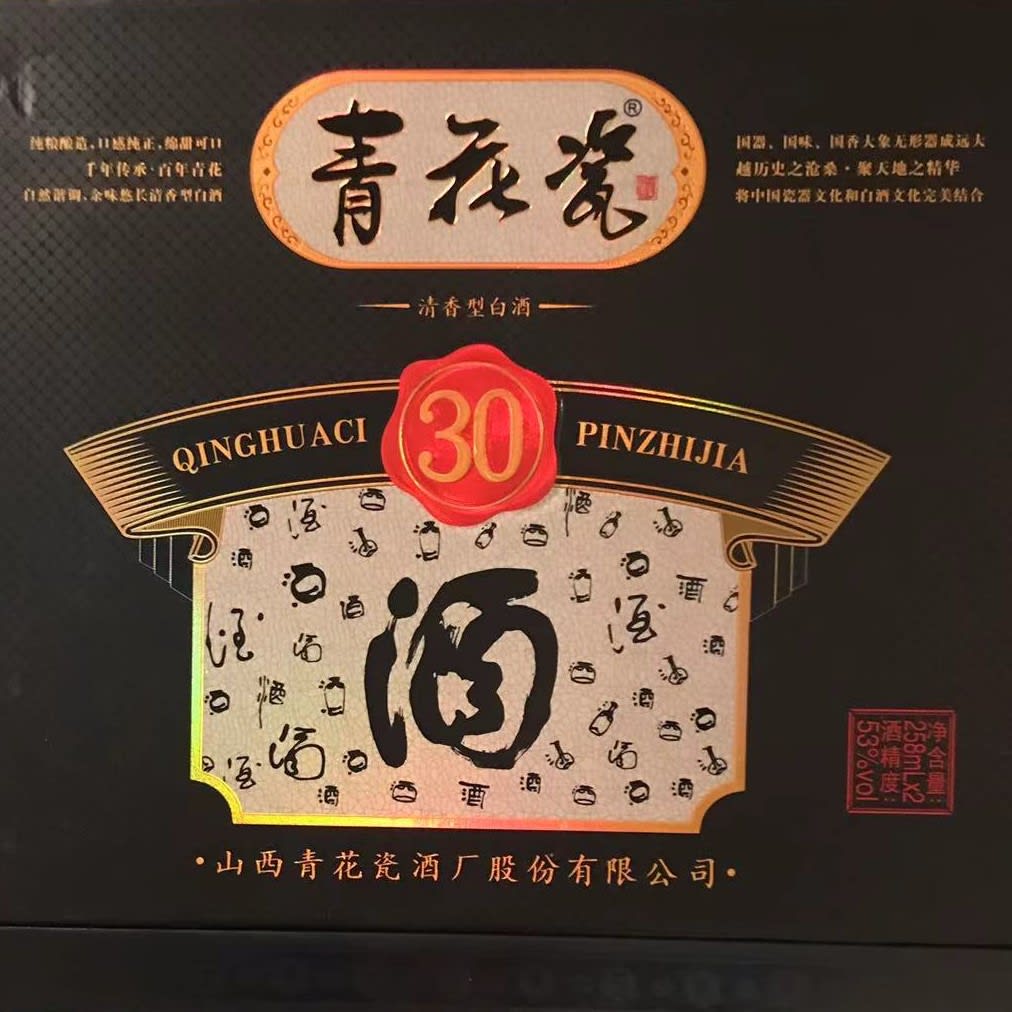 青花瓷®
纯粮酿造、口感纯正,绵甜可口
千年传承·百年青花
自然谐调、余味悠长清香型白酒
国器、国味、国香大象无形器成远大
越历史之沧桑·聚天地之精华
将中国瓷器文化和白酒文化完美结合
清香型白酒
QINGHUACI 30 PINZHIJIA
酒
净含量:
258mLx2
酒精度:
53%vol
·山西青花瓷酒厂股份有限公司·